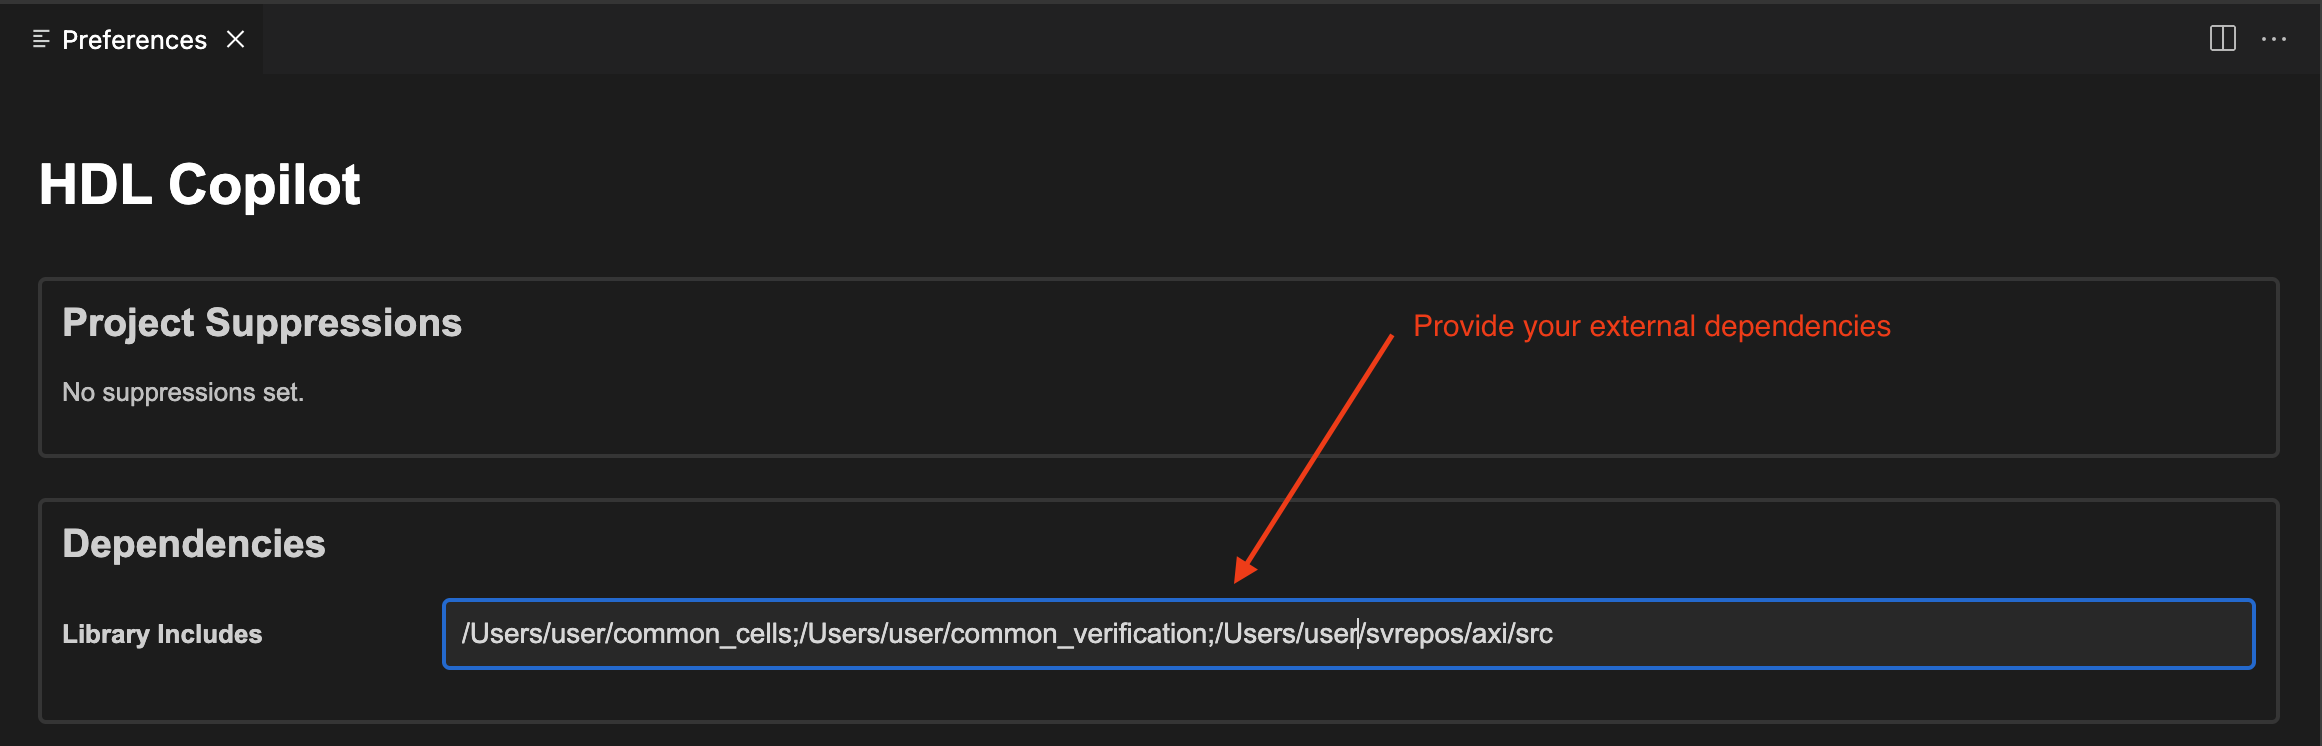 Preferences
HDL Copilot
Project Suppressions
Provide your external dependencies
No suppressions set.
Dependencies
Library Includes
/Users/user/common_cells;/Users/user/common_verification;/Users/user/svrepos/axi/src